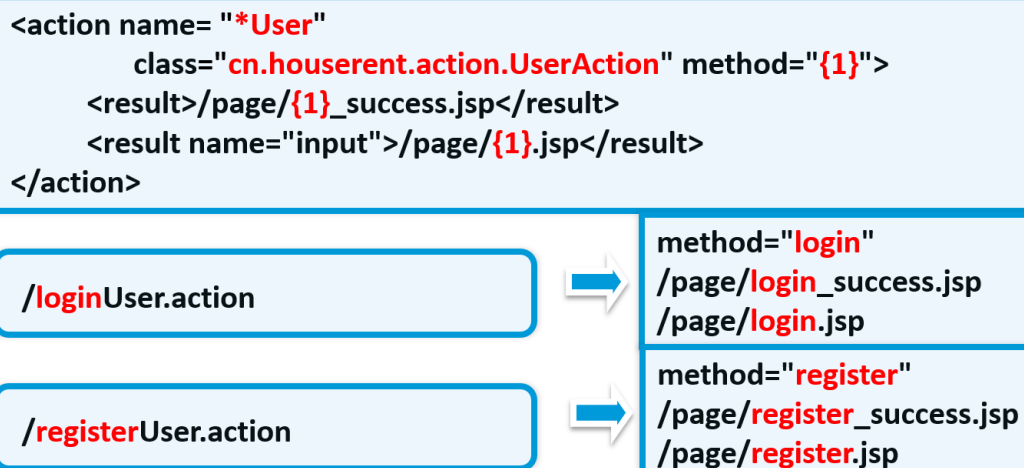 <action name= "*User"
class="cn.houserent.action.UserAction" method="{1}">
<result>/page/{1}_success.jsp</result>
<result name="input">/page/{1}.jsp</result>
</action>
/loginUser.action
method="login"
/page/login_success.jsp
/page/login.jsp
/registerUser.action
method="register"
/page/register_success.jsp
/page/register.jsp